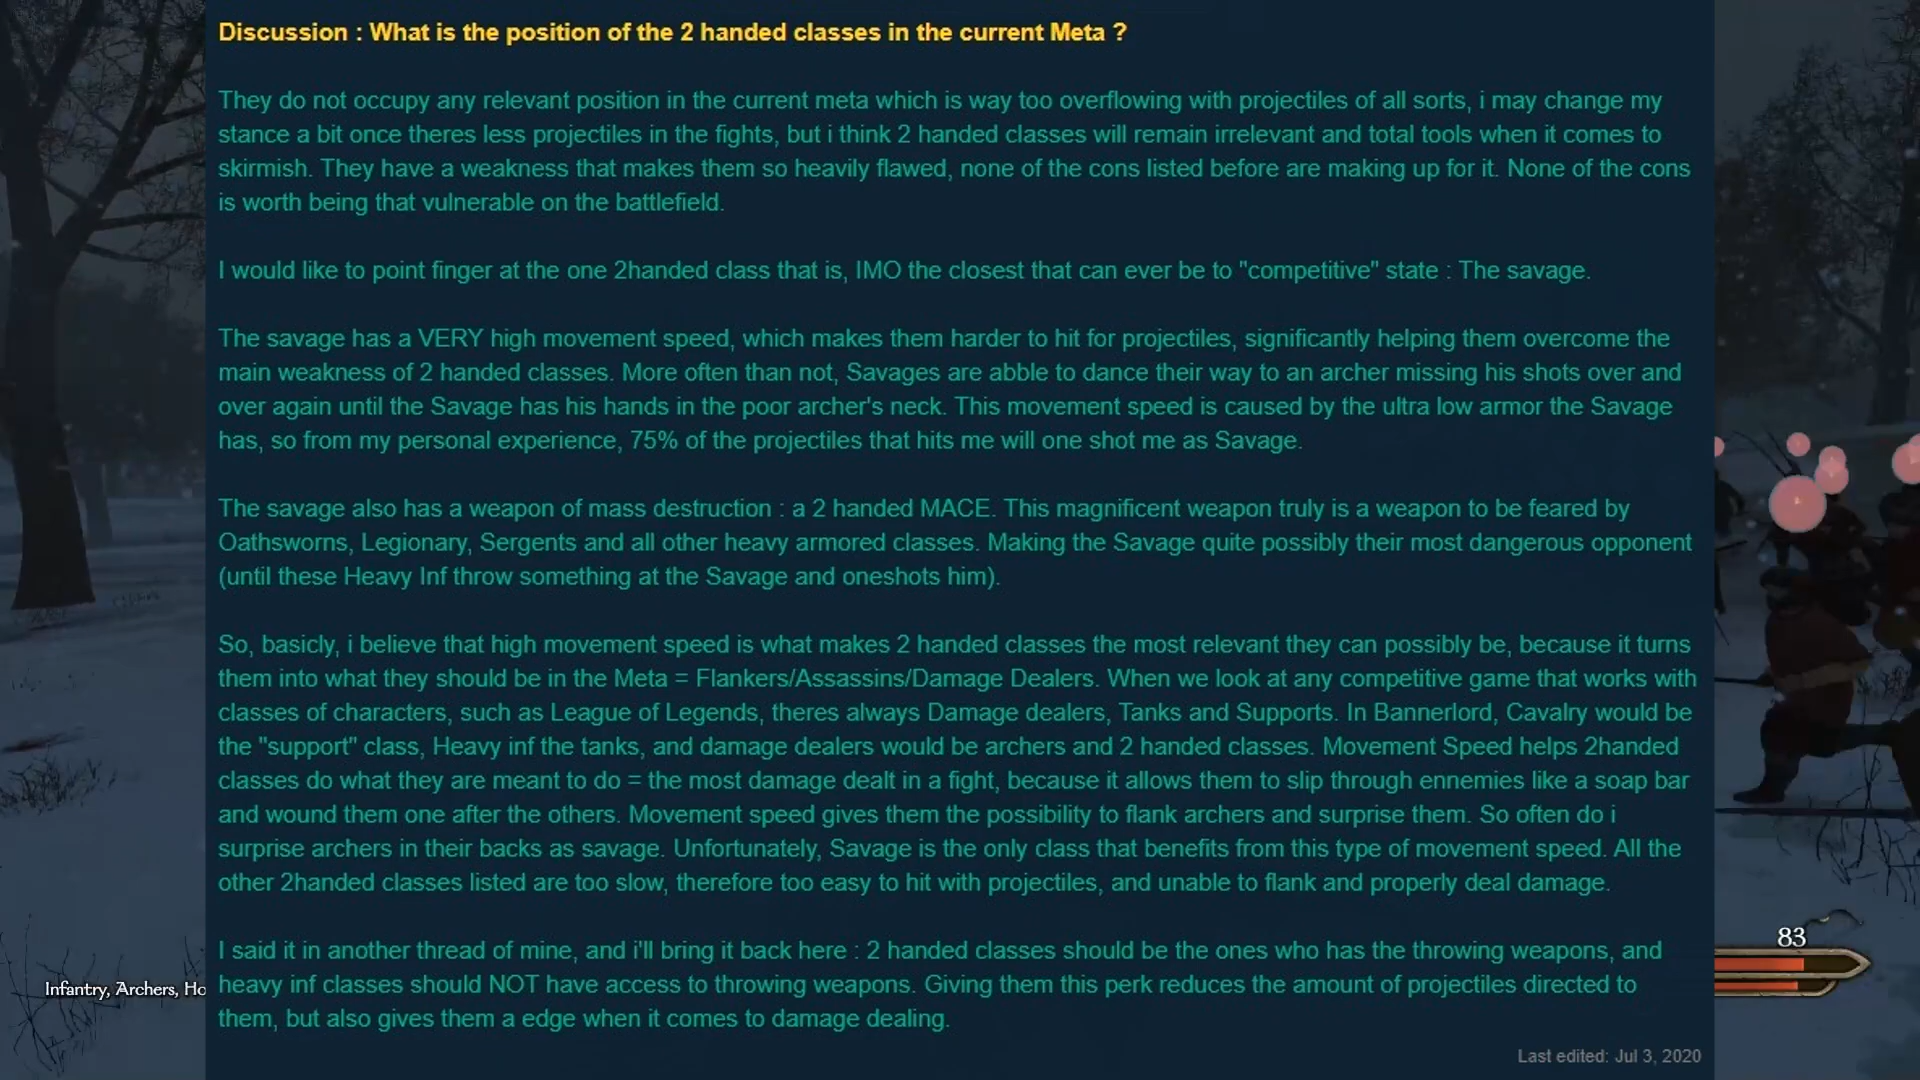 Discussion : What is the position of the 2 handed classes in the current Meta ?
They do not occupy any relevant position in the current meta which is way too overflowing with projectiles of all sorts, i may change my
stance a bit once theres less projectiles in the fights, but i think 2 handed classes will remain irrelevant and total tools when it comes to
skirmish. They have a weakness that makes them so heavily flawed, none of the cons listed before are making up for it. None of the cons
is worth being that vulnerable on the battlefield.
I would like to point finger at the one 2handed class that is, IMO the closest that can ever be to "competitive" state : The savage.
The savage has a VERY high movement speed, which makes them harder to hit for projectiles, significantly helping them overcome the
main weakness of 2 handed classes. More often than not, Savages are abble to dance their way to an archer missing his shots over and
over again until the Savage has his hands in the poor archer's neck. This movement speed is caused by the ultra low armor the Savage
has, so from my personal experience, 75% of the projectiles that hits me will one shot me as Savage.
The savage also has a weapon of mass destruction : a 2 handed MACE. This magnificent weapon truly is a weapon to be feared by
Oathsworns, Legionary, Sergents and all other heavy armored classes. Making the Savage quite possibly their most dangerous opponent
(until these Heavy Inf throw something at the Savage and oneshots him).
So, basicly, i believe that high movement speed is what makes 2 handed classes the most relevant they can possibly be, because it turns
them into what they should be in the Meta = Flankers/Assassins/Damage Dealers. When we look at any competitive game that works with
classes of characters, such as League of Legends, theres always Damage dealers, Tanks and Supports. In Bannerlord, Cavalry would be
the "support" class, Heavy inf the tanks, and damage dealers would be archers and 2 handed classes. Movement Speed helps 2handed
classes do what they are meant to do = the most damage dealt in a fight, because it allows them to slip through ennemies like a soap bar
and wound them one after the others. Movement speed gives them the possibility to flank archers and surprise them. So often do i
surprise archers in their backs as savage. Unfortunately, Savage is the only class that benefits from this type of movement speed. All the
other 2handed classes listed are too slow, therefore too easy to hit with projectiles, and unable to flank and properly deal damage.
I said it in another thread of mine, and i'll bring it back here : 2 handed classes should be the ones who has the throwing weapons, and
heavy inf classes should NOT have access to throwing weapons. Giving them this perk reduces the amount of projectiles directed to
them, but also gives them a edge when it comes to damage dealing.
Last edited: Jul 3, 2020
Infantry, Archers, Ho
83